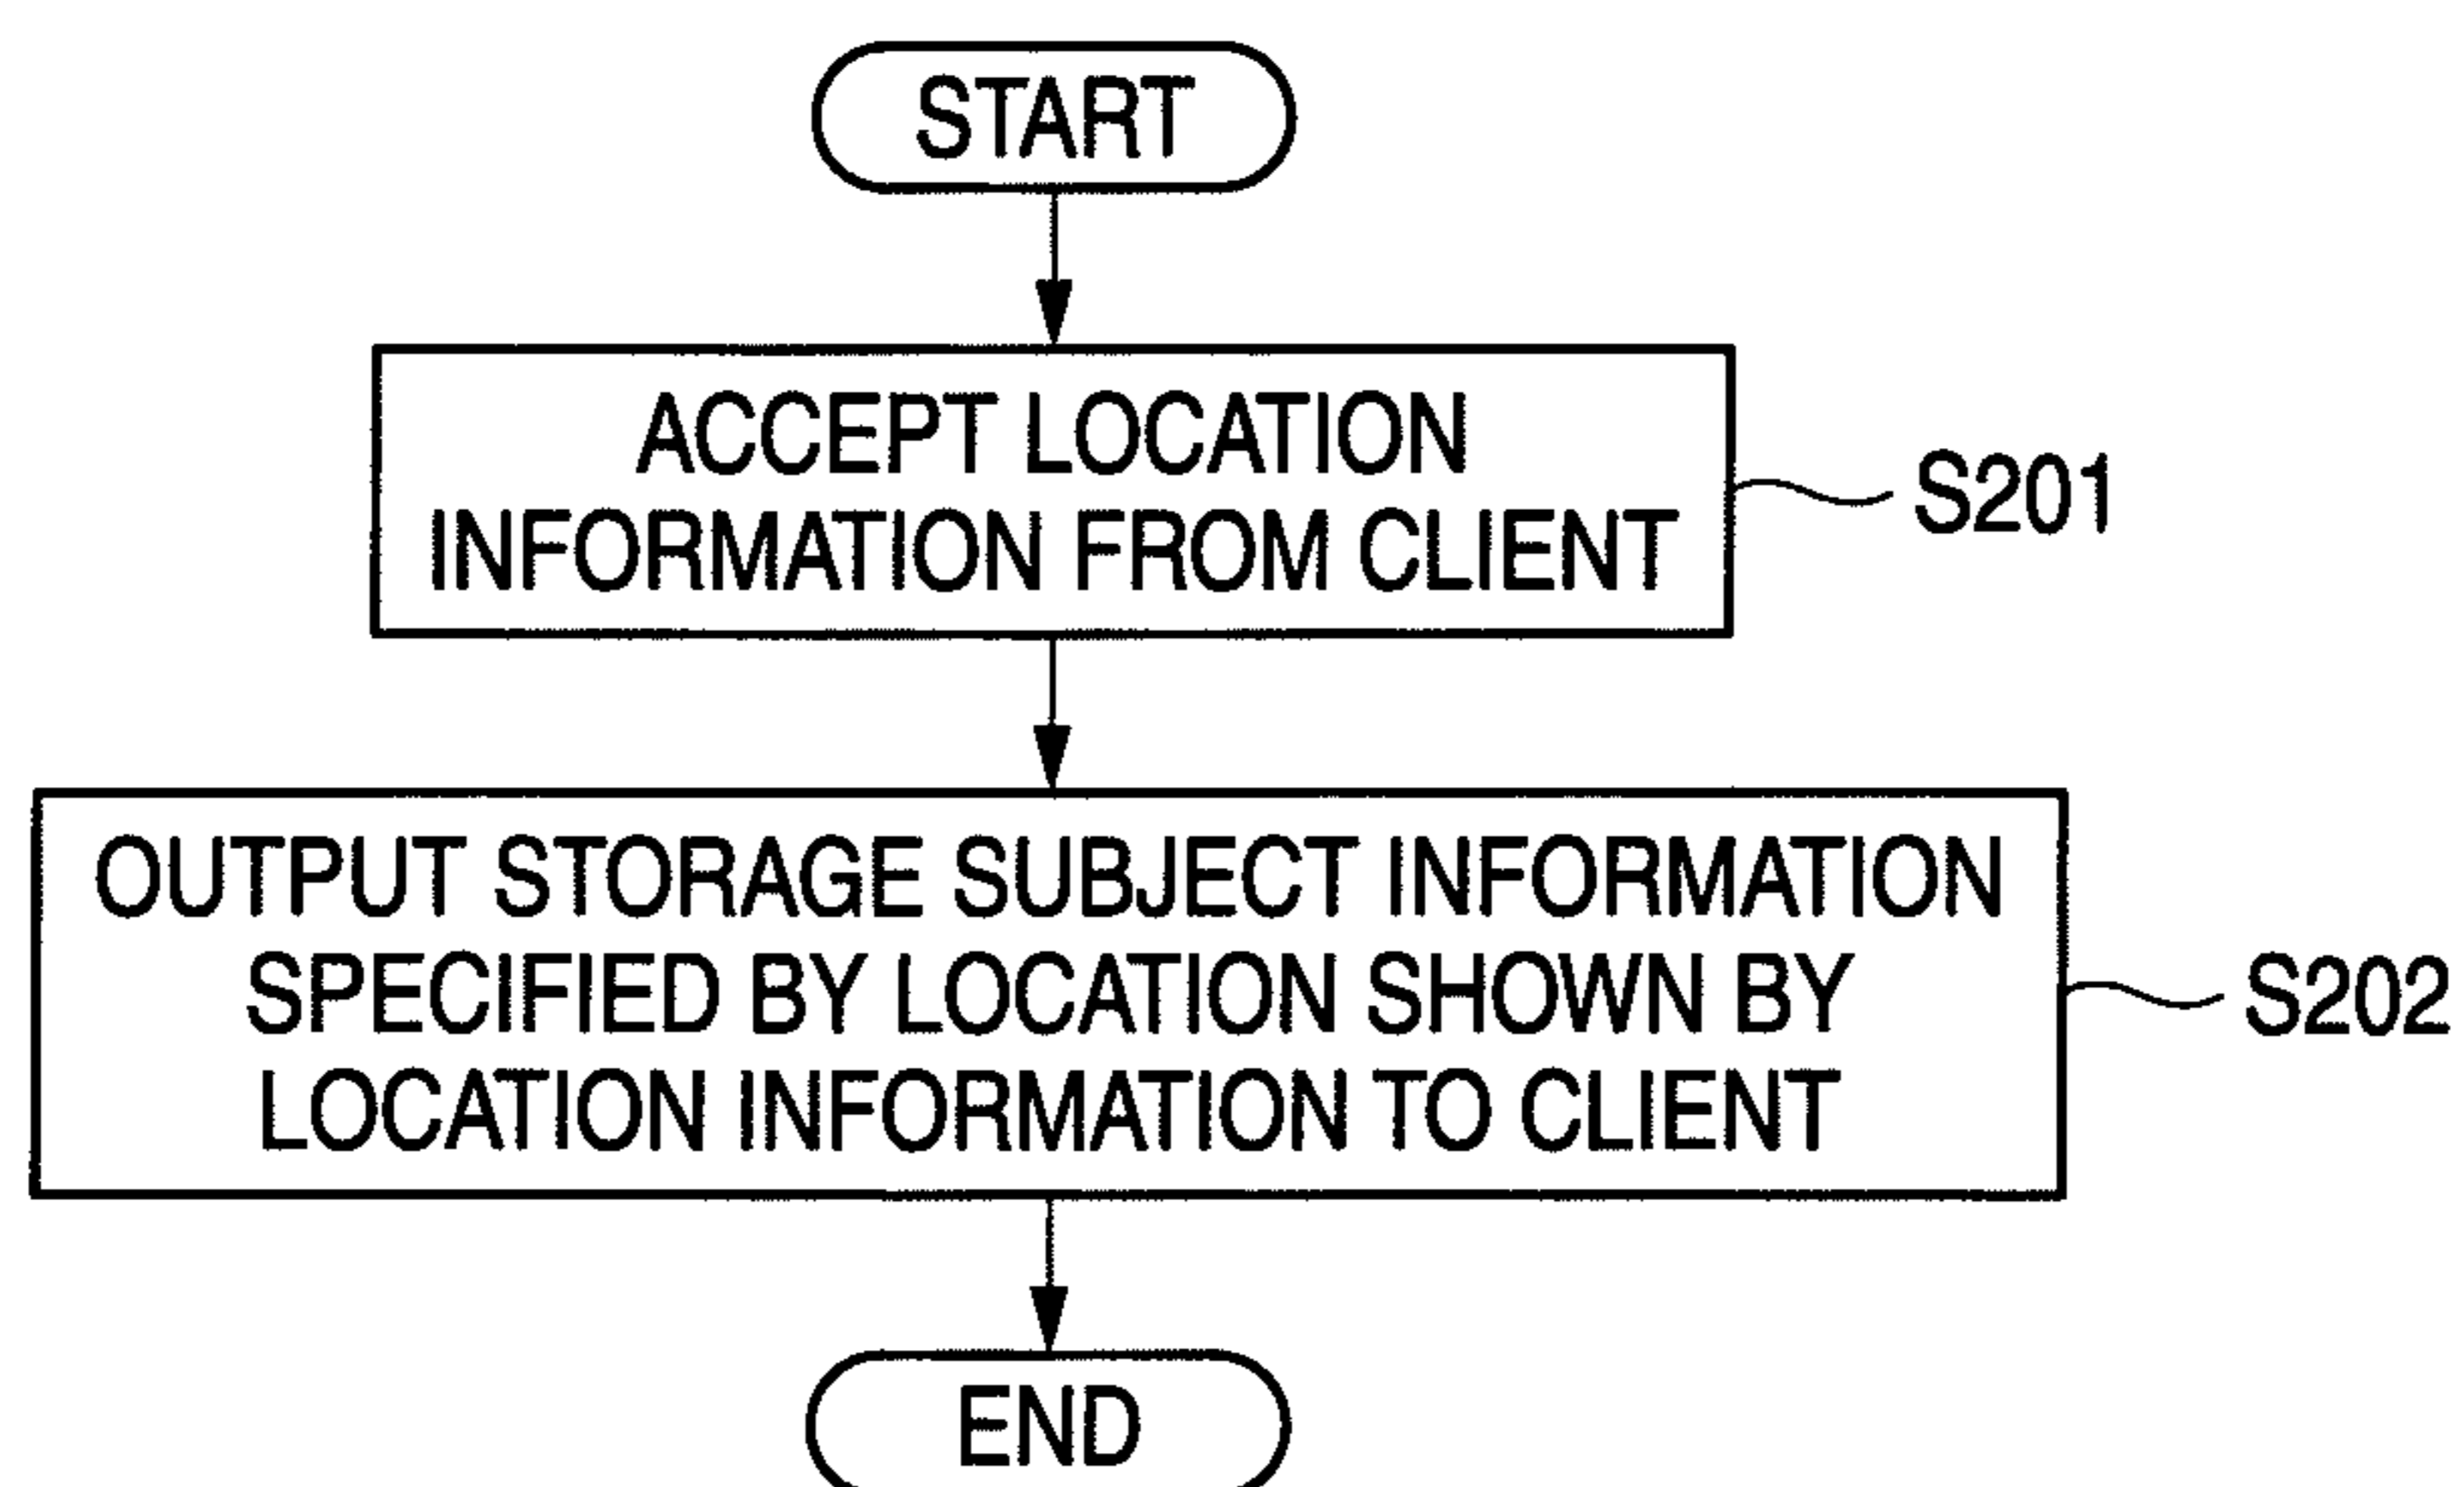 START
ACCEPT LOCATION
INFORMATION FROM CLIENT
S201
OUTPUT STORAGE SUBJECT INFORMATION
SPECIFIED BY LOCATION SHOWN BY
LOCATION INFORMATION TO CLIENT
S202
END